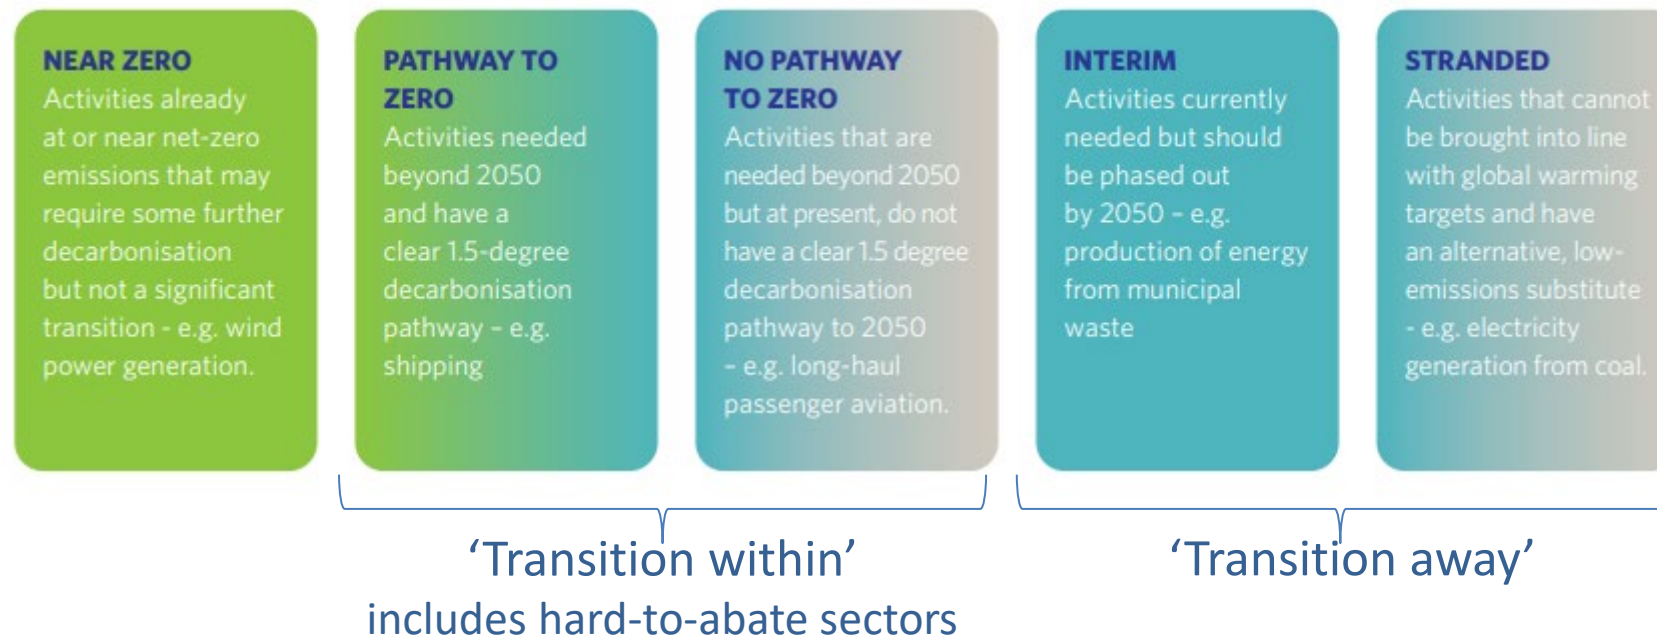 NEAR ZERO
Activities already
at or near net-zero
emissions that may
require some further
decarbonisation
but not a significant
transition - e.g. wind
power generation.
PATHWAY TO
ZERO
Activities needed
beyond 2050
and have a
clear 1.5-degree
decarbonisation
pathway – e.g.
shipping
NO PATHWAY
TO ZERO
Activities that are
needed beyond 2050
but at present, do not
have a clear 1.5 degree
decarbonisation
pathway to 2050
– e.g. long-haul
passenger aviation.
INTERIM
Activities currently
needed but should
be phased out
by 2050 – e.g.
production of energy
from municipal
waste
STRANDED
Activities that cannot
be brought into line
with global warming
targets and have
an alternative, low-
emissions substitute
- e.g. electricity
generation from coal.
‘Transition within’
includes hard-to-abate sectors
‘Transition away’